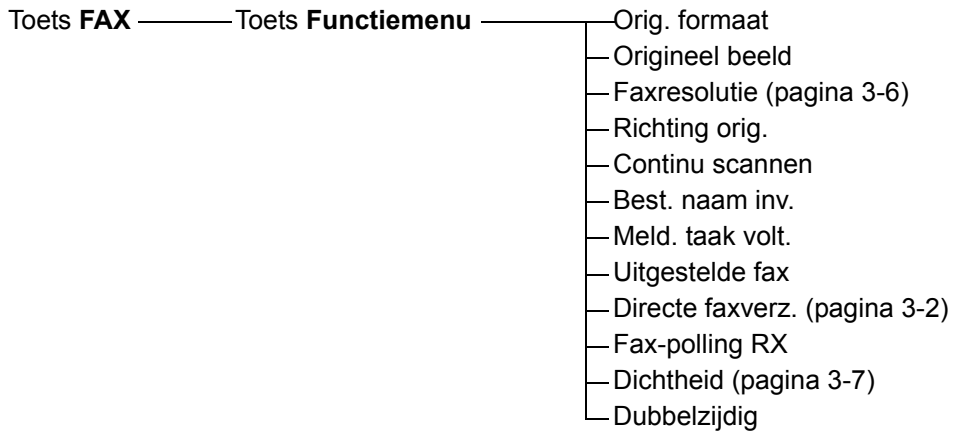 Toets FAX Toets Functiemenu Orig. formaat
Origineel beeld
Faxresolutie (pagina 3-6)
Richting orig.
Continu scannen
Best. naam inv.
Meld. taak volt.
Uitgestelde fax
Directe faxverz. (pagina 3-2)
Fax-polling RX
Dichtheid (pagina 3-7)
Dubbelzijdig